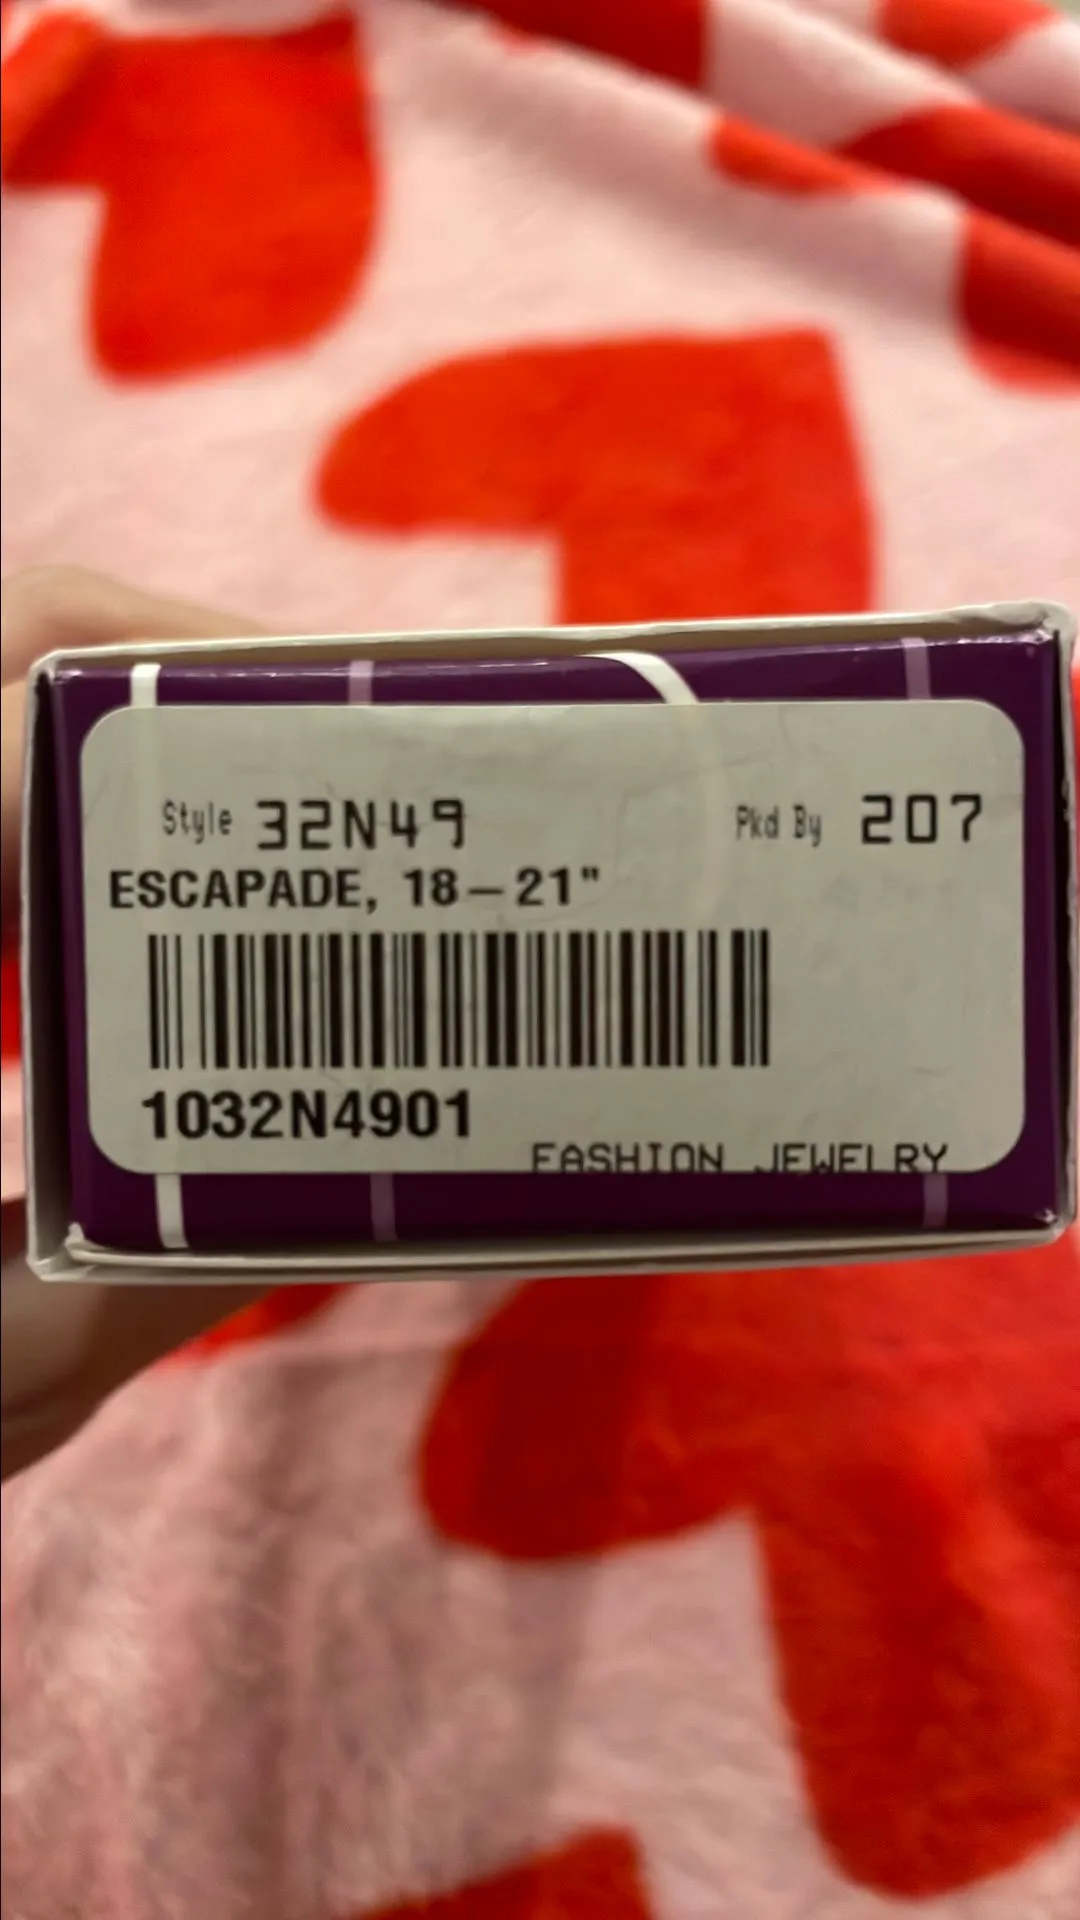 Style 32N49 Pkd By 207
ESCAPADE, 18–21"
1032N4901
FASHION JEWELRY